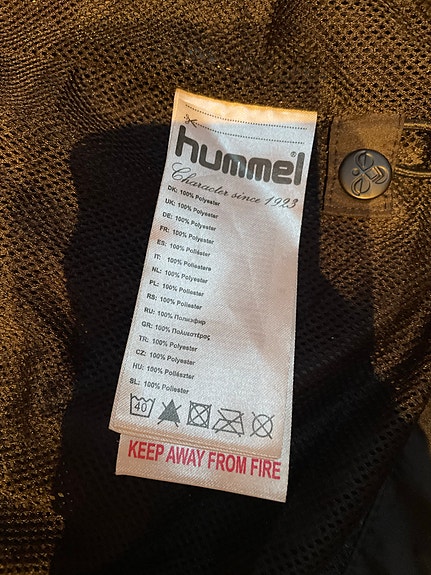 hummel®
Character since 1923
DK: 100% Polyester
UK: 100% Polyester
DE: 100% Polyester
FR: 100% Polyester
ES: 100% Poliéster
IT: 100% Poliestere
NL: 100% Polyester
PL: 100% Poliester
RS: 100% Poliester
RU: 100% Полиэфир
GR: 100% Πολυεστέρας
TR: 100% Polyester
CZ: 100% Polyester
HU: 100% Poliészter
SL: 100% Poliester
40
KEEP AWAY FROM FIRE